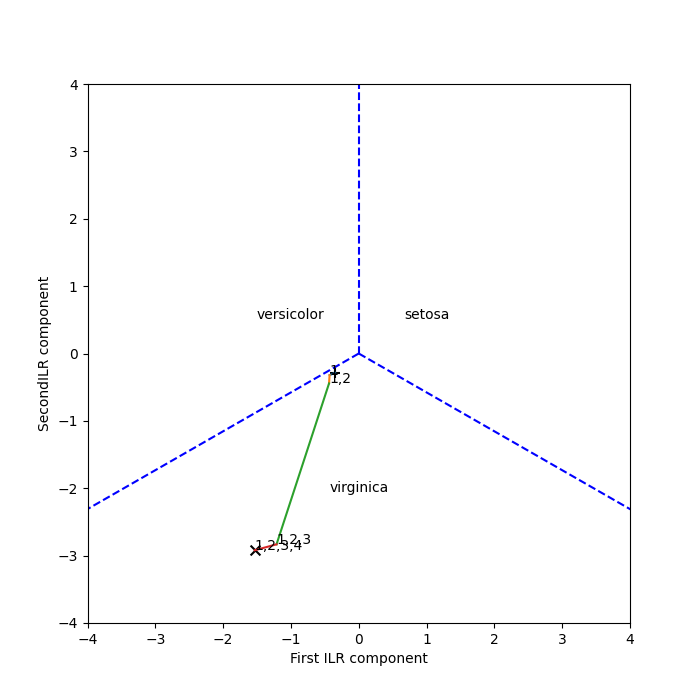 4
3
2
1
0
−1
−2
−3
−4
SecondILR component
versicolor
setosa
1
1,2
virginica
1,2,3
1,2,3,4
−4 −3 −2 −1 0 1 2 3 4
First ILR component